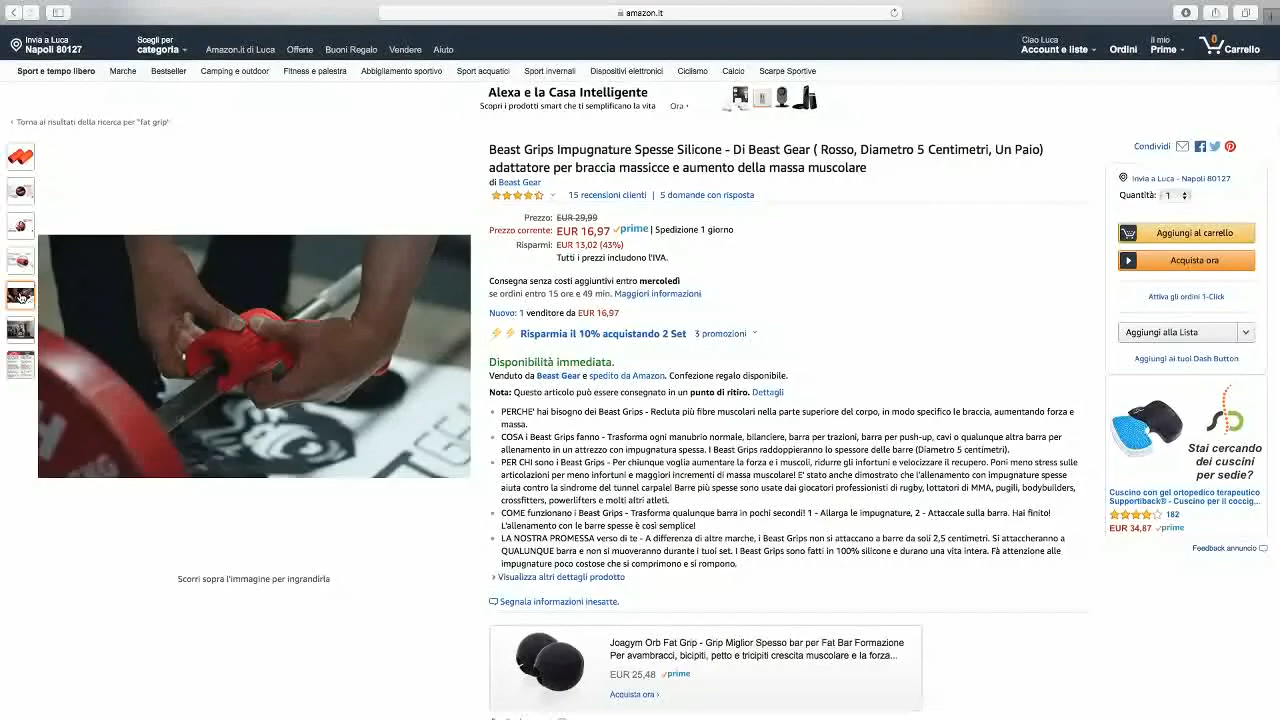 amazon.it
Invia a Luca
Napoli 80127
Scegli per
categoria
Amazon.it di Luca
Offerte
Buoni Regalo
Vendere
Aiuto
Ciao Luca
Account e liste
Ordini
Il mio
Prime
0
Carrello
Sport e tempo libero
Marche
Bestseller
Camping e outdoor
Fitness e palestra
Abbigliamento sportivo
Sport acquatici
Sport invernali
Dispositivi elettronici
Ciclismo
Calcio
Scarpe Sportive
Alexa e la Casa Intelligente
Scopri i prodotti smart che ti semplificano la vita
Ora ›
‹ Torna ai risultati della ricerca per "fat grip"
Beast Grips Impugnature Spesse Silicone - Di Beast Gear ( Rosso, Diametro 5 Centimetri, Un Paio)
adattatore per braccia massicce e aumento della massa muscolare
di Beast Gear
15 recensioni clienti | 5 domande con risposta
Prezzo: EUR 29,99
Prezzo corrente: EUR 16,97 prime | Spedizione 1 giorno
Risparmi: EUR 13,02 (43%)
Tutti i prezzi includono l'IVA.
Consegna senza costi aggiuntivi entro mercoledì
se ordini entro 15 ore e 49 min. Maggiori informazioni
Nuovo: 1 venditore da EUR 16,97
Risparmia il 10% acquistando 2 Set 3 promozioni
Disponibilità immediata.
Venduto da Beast Gear e spedito da Amazon. Confezione regalo disponibile.
Nota: Questo articolo può essere consegnato in un punto di ritiro. Dettagli
PERCHE' hai bisogno dei Beast Grips - Recluta più fibre muscolari nella parte superiore del corpo, in modo specifico le braccia, aumentando forza e
massa.
COSA i Beast Grips fanno - Trasforma ogni manubrio normale, bilanciere, barra per trazioni, barra per push-up, cavi o qualunque altra barra per
allenamento in un attrezzo con impugnatura spessa. I Beast Grips raddoppieranno lo spessore delle barre (Diametro 5 centimetri).
PER CHI sono i Beast Grips - Per chiunque voglia aumentare la forza e i muscoli, ridurre gli infortuni e velocizzare il recupero. Poni meno stress sulle
articolazioni per meno infortuni e maggiori incrementi di massa muscolare! E' stato anche dimostrato che l'allenamento con impugnature spesse
aiuta contro la sindrome del tunnel carpale! Barre più spesse sono usate dai giocatori professionisti di rugby, lottatori di MMA, pugili, bodybuilders,
crossfitters, powerlifters e molti altri atleti.
COME funzionano i Beast Grips - Trasforma qualunque barra in pochi secondi! 1 - Allarga le impugnature, 2 - Attaccale sulla barra. Hai finito!
L'allenamento con le barre spesse è così semplice!
LA NOSTRA PROMESSA verso di te - A differenza di altre marche, i Beast Grips non si attaccano a barre da soli 2,5 centimetri. Si attaccheranno a
QUALUNQUE barra e non si muoveranno durante i tuoi set. I Beast Grips sono fatti in 100% silicone e durano una vita intera. Fà attenzione alle
impugnature poco costose che si comprimono e si rompono.
› Visualizza altri dettagli prodotto
Segnala informazioni inesatte.
Scorri sopra l'immagine per ingrandirla
Joagym Orb Fat Grip - Grip Miglior Spesso bar per Fat Bar Formazione
Per avambracci, bicipiti, petto e tricipiti crescita muscolare e la forza...
EUR 25,48 prime
Acquista ora ›
Condividi
Invia a Luca - Napoli 80127
Quantità: 1
Aggiungi al carrello
Acquista ora
Attiva gli ordini 1-Click
Aggiungi alla Lista
Aggiungi ai tuoi Dash Button
Stai cercando
dei cuscini
per sedie?
Cuscino con gel ortopedico terapeutico
Supportiback® - Cuscino per il coccig...
182
EUR 34,87 prime
Feedback annuncio